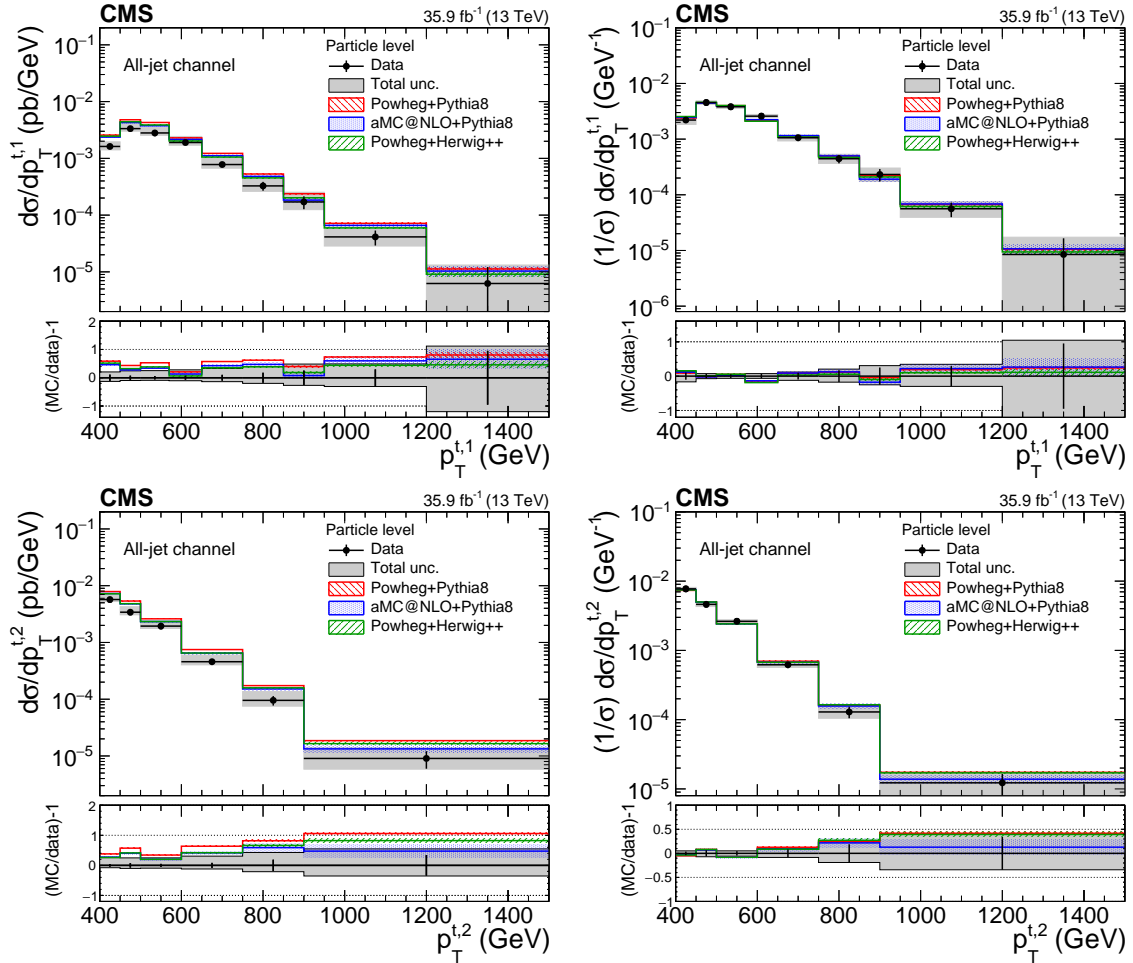 CMS 35.9 fb⁻¹ (13 TeV)
dσ/dp_T^{t,1} (pb/GeV)
10⁻¹
10⁻²
10⁻³
10⁻⁴
10⁻⁵
All-jet channel
Particle level
Data
Total unc.
Powheg+Pythia8
aMC@NLO+Pythia8
Powheg+Herwig++
(MC/data)-1
2
1
0
−1
400 600 800 1000 1200 1400
p_T^{t,1} (GeV)
CMS 35.9 fb⁻¹ (13 TeV)
(1/σ) dσ/dp_T^{t,1} (GeV⁻¹)
10⁻¹
10⁻²
10⁻³
10⁻⁴
10⁻⁵
10⁻⁶
All-jet channel
Particle level
Data
Total unc.
Powheg+Pythia8
aMC@NLO+Pythia8
Powheg+Herwig++
(MC/data)-1
1
0
−1
400 600 800 1000 1200 1400
p_T^{t,1} (GeV)
CMS 35.9 fb⁻¹ (13 TeV)
dσ/dp_T^{t,2} (pb/GeV)
10⁻¹
10⁻²
10⁻³
10⁻⁴
10⁻⁵
All-jet channel
Particle level
Data
Total unc.
Powheg+Pythia8
aMC@NLO+Pythia8
Powheg+Herwig++
(MC/data)-1
2
1
0
−1
400 600 800 1000 1200 1400
p_T^{t,2} (GeV)
CMS 35.9 fb⁻¹ (13 TeV)
(1/σ) dσ/dp_T^{t,2} (GeV⁻¹)
10⁻¹
10⁻²
10⁻³
10⁻⁴
10⁻⁵
All-jet channel
Particle level
Data
Total unc.
Powheg+Pythia8
aMC@NLO+Pythia8
Powheg+Herwig++
(MC/data)-1
1
0.5
0
−0.5
−1
400 600 800 1000 1200 1400
p_T^{t,2} (GeV)